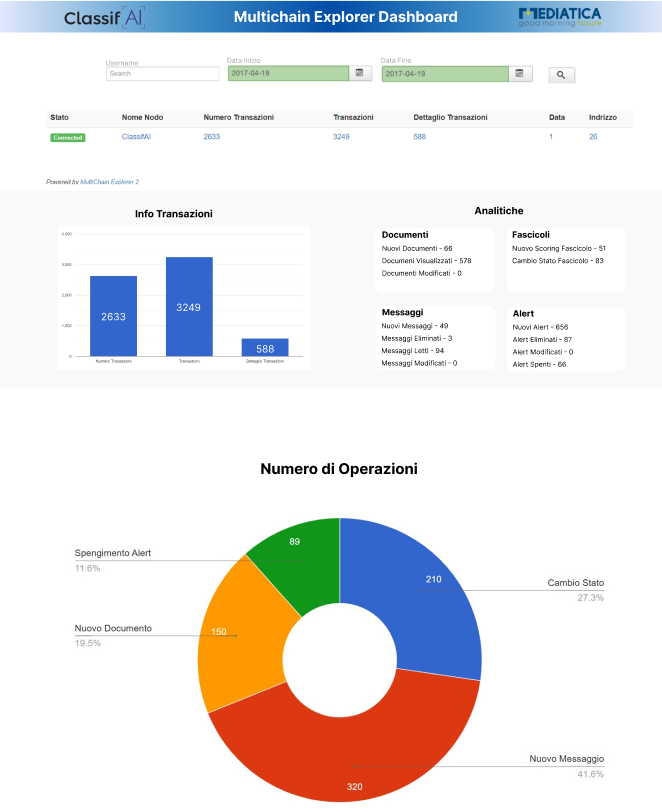 Classif[AI]
Multichain Explorer Dashboard
MEDIATICA
good morning future
Username
Data Inizio
Data Fine
Search
2017-04-19
2017-04-19
Stato Nome Nodo Numero Transazioni Transazioni Dettaglio Transazioni Data Indrizzo
Connected ClassifAI 2633 588 1 26
Powered by MultiChain Explorer 2
Info Transazioni
4,000
3,000
2,000
1,000
0
2633
3249
588
Numero Transazioni
Transazioni
Dettaglio Transazioni
Analitiche
Documenti
Nuovi Documenti - 66
Documeni Visualizzati - 578
Documenti Modificati - 0
Fascicoli
Nuovo Scoring Fascicolo - 51
Cambio Stato Fascicolo - 83
Messaggi
Nuovi Messaggi - 49
Messaggi Eliminati - 3
Messaggi Letti - 94
Messaggi Modificati - 0
Alert
Nuovi Alert - 656
Alert Eliminati - 87
Alert Modificati - 0
Alert Spenti - 66
Numero di Operazioni
89
Spengimento Alert
11.6%
210
Cambio Stato
27.3%
Nuovo Documento
19.5%
150
Nuovo Messaggio
41.6%
320